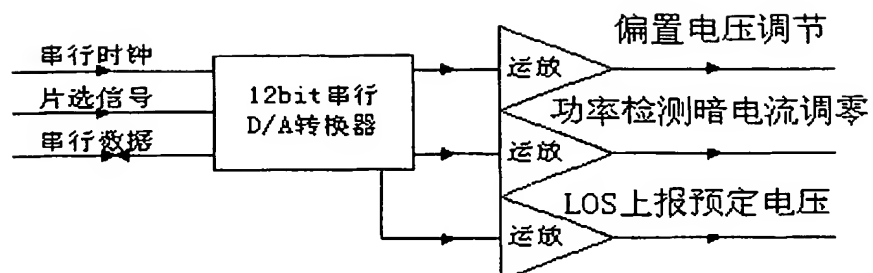 偏置电压调节
串行时钟
运放
片选信号
12bit串行
D/A转换器
功率检测暗电流调零
串行数据
运放
LOS上报预定电压
运放